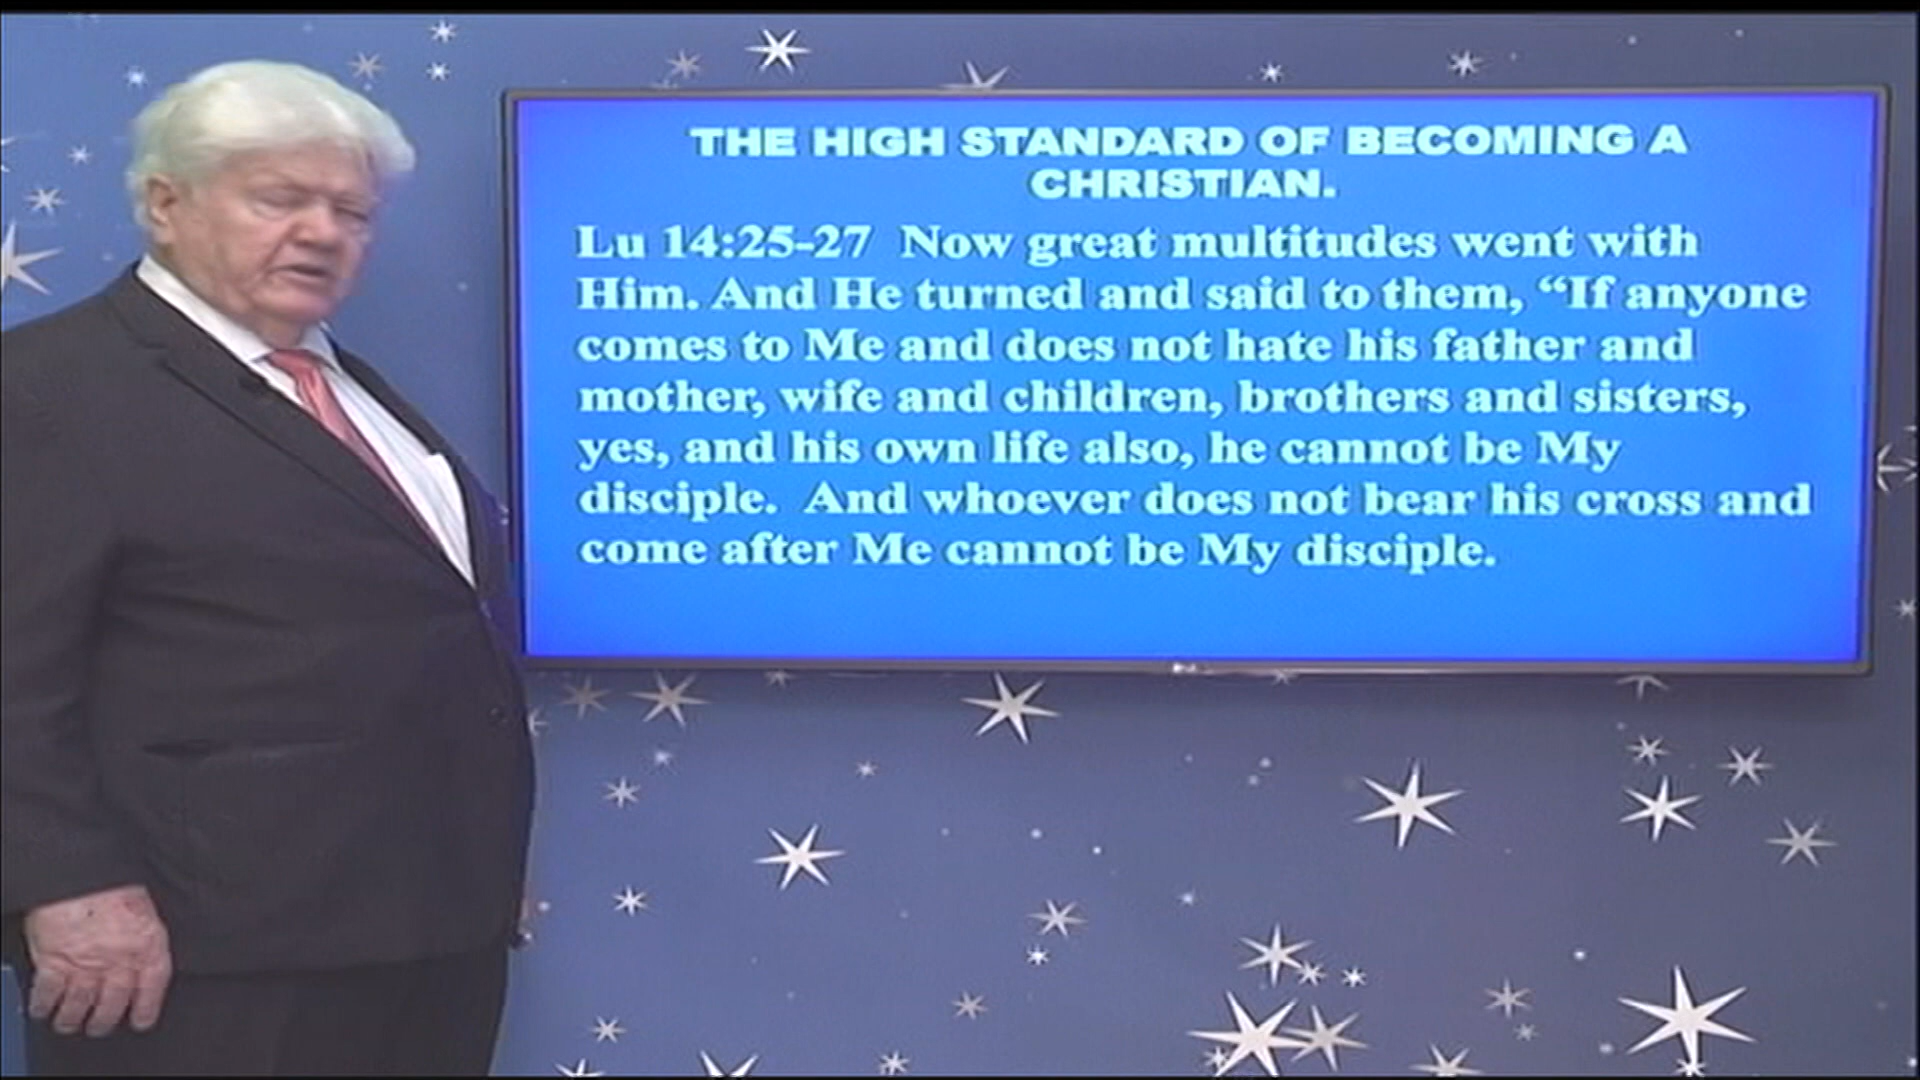 THE HIGH STANDARD OF BECOMING A
CHRISTIAN.
Lu 14:25-27 Now great multitudes went with
Him. And He turned and said to them, “If anyone
comes to Me and does not hate his father and
mother, wife and children, brothers and sisters,
yes, and his own life also, he cannot be My
disciple. And whoever does not bear his cross and
come after Me cannot be My disciple.